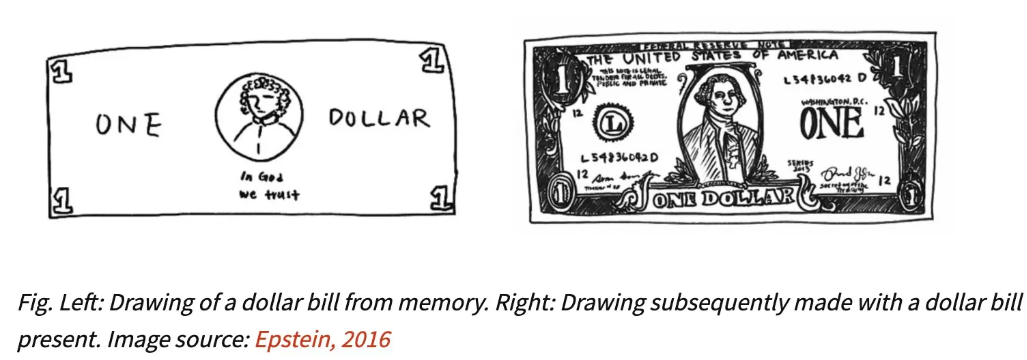 1
1
ONE
DOLLAR
In God
we trust
1
1
FEDERAL RESERVE NOTE
THE UNITED STATES OF AMERICA
1
1
THIS NOTE IS LEGAL
TENDER FOR ALL DEBTS,
PUBLIC AND PRIVATE
L54836042 D
WASHINGTON, D.C.
12
12
L
ONE
L54836042D
SERIES
2013
12
12
secretary of the
Treasury
1
ONE DOLLAR
1
Fig. Left: Drawing of a dollar bill from memory. Right: Drawing subsequently made with a dollar bill
present. Image source: Epstein, 2016